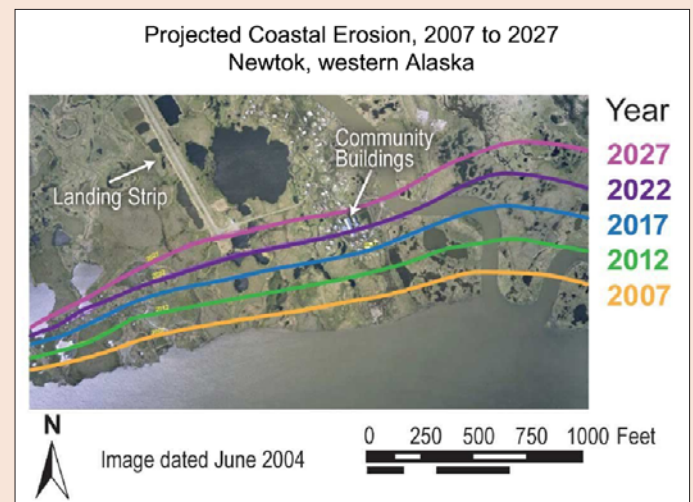 Projected Coastal Erosion, 2007 to 2027
Newtok, western Alaska
Year
2027
2022
2017
2012
2007
Community
Buildings
Landing Strip
N
Image dated June 2004
0 250 500 1000 Feet